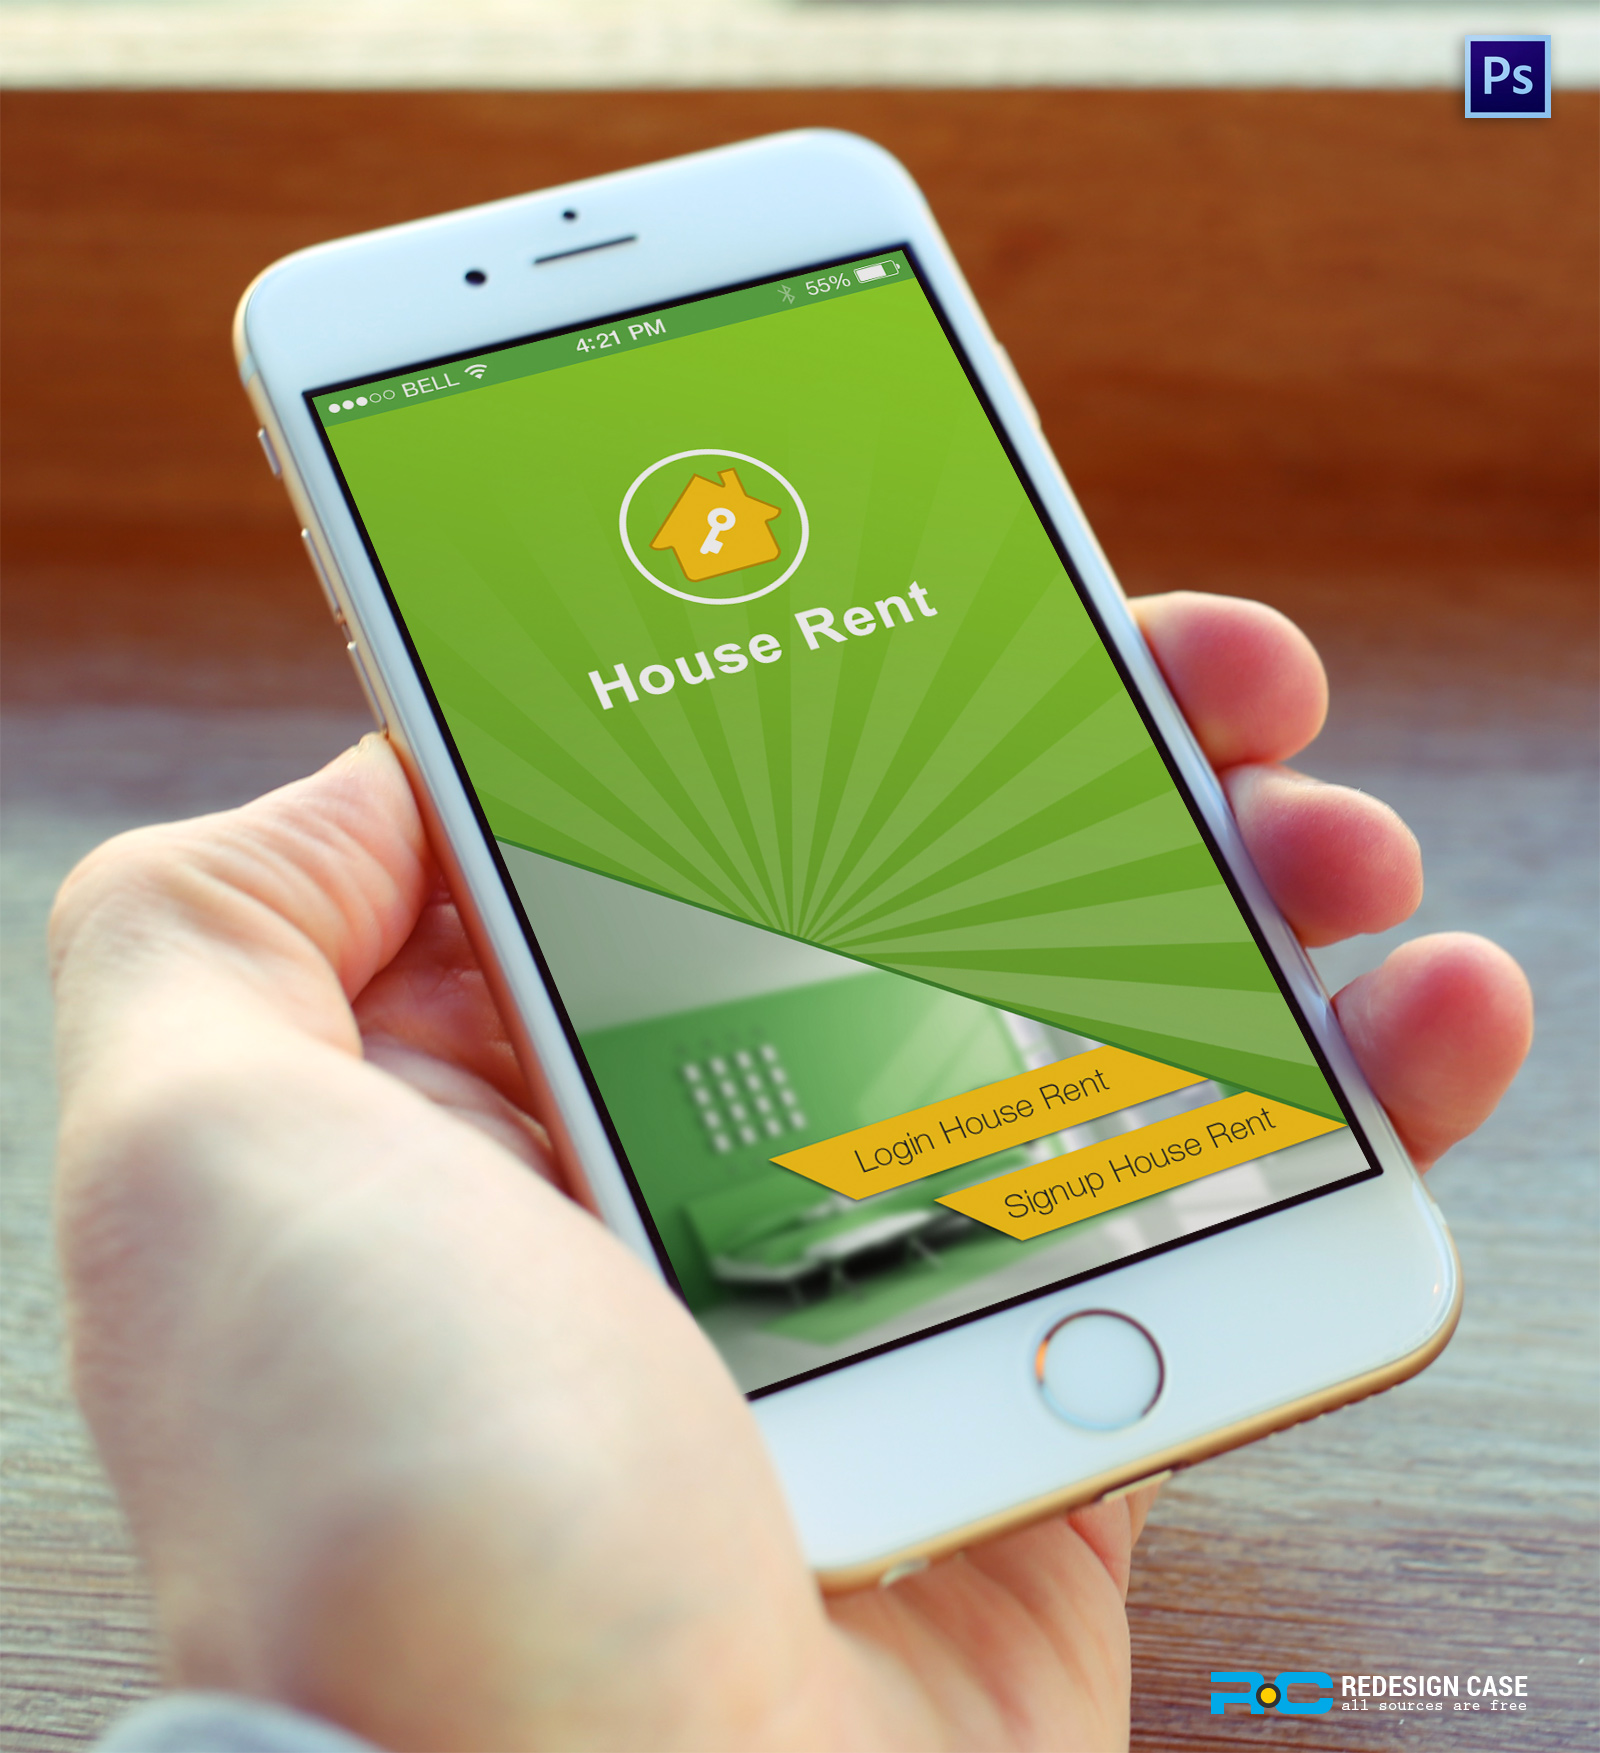 Ps
BELL 4:21 PM 55%
House Rent
Login House Rent
Signup House Rent
RC REDESIGN CASE
all sources are free